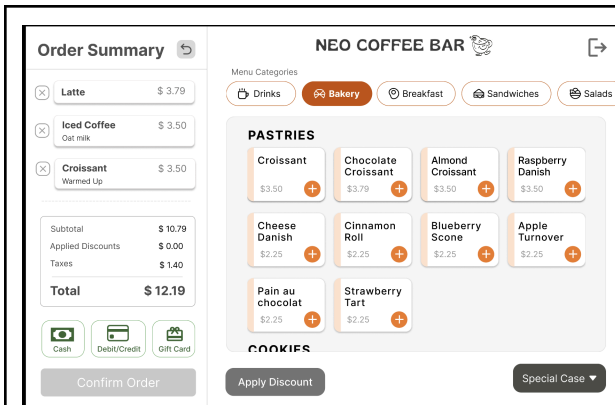 Order Summary
Latte $ 3.79
Iced Coffee $ 3.50
Oat milk
Croissant $ 3.50
Warmed Up
Subtotal $ 10.79
Applied Discounts $ 0.00
Taxes $ 1.40
Total $ 12.19
Cash Debit/Credit Gift Card
Confirm Order
NEO COFFEE BAR
Menu Categories
Drinks Bakery Breakfast Sandwiches Salads
PASTRIES
Croissant
$3.50
Chocolate
Croissant
$3.79
Almond
Croissant
$3.50
Raspberry
Danish
$3.50
Cheese
Danish
$2.25
Cinnamon
Roll
$2.25
Blueberry
Scone
$2.25
Apple
Turnover
$2.25
Pain au
chocolat
$2.25
Strawberry
Tart
$2.25
COOKIES
Apply Discount
Special Case